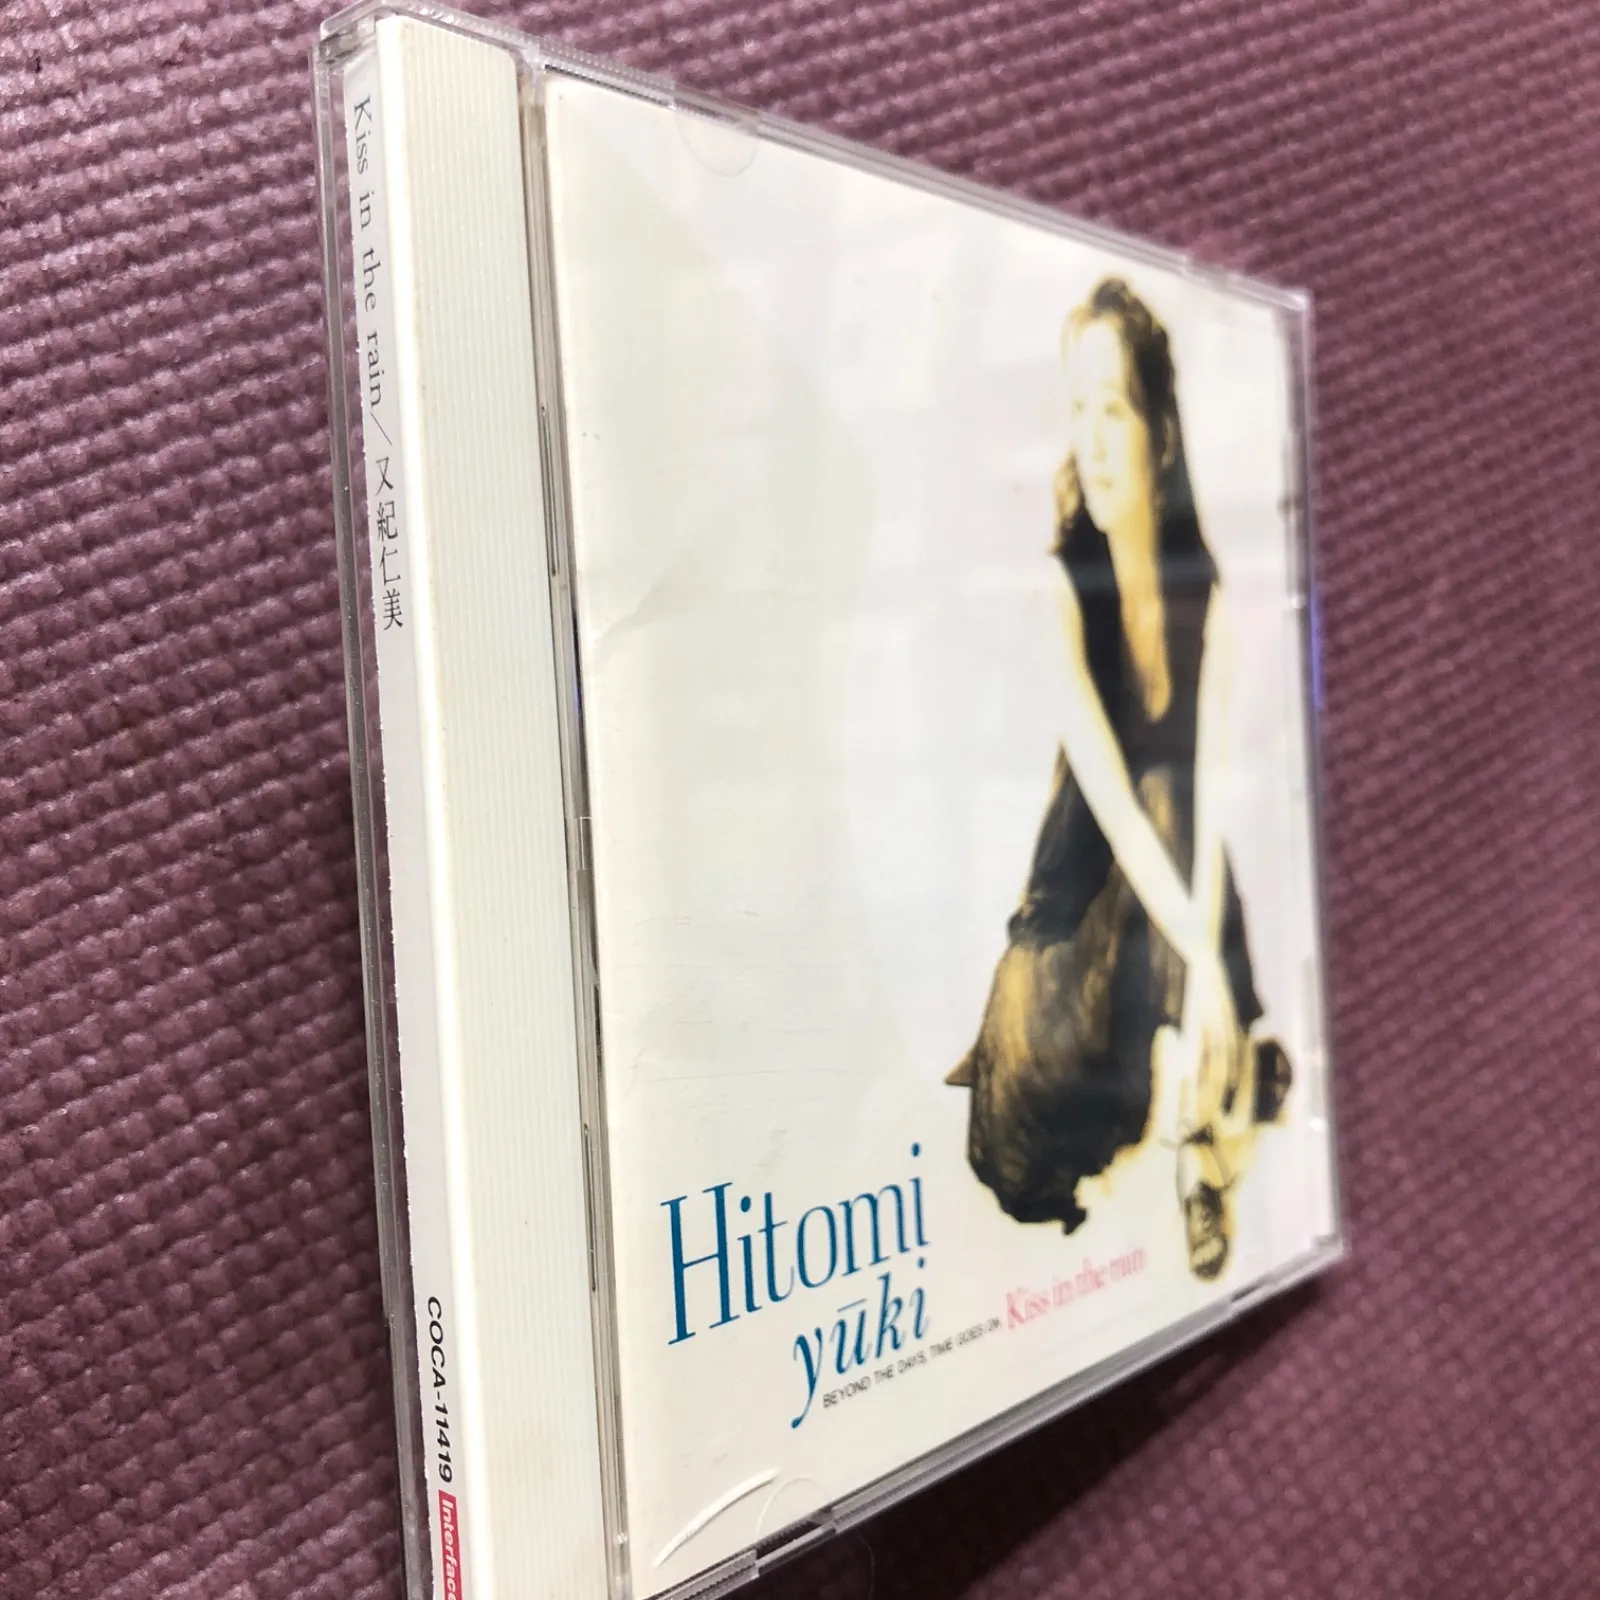 Kiss in the rain/又紀仁美
COCA-11419 Interface
Hitomi
yūki
BEYOND THE DAYS, TIME GOES ON
Kiss in the rain